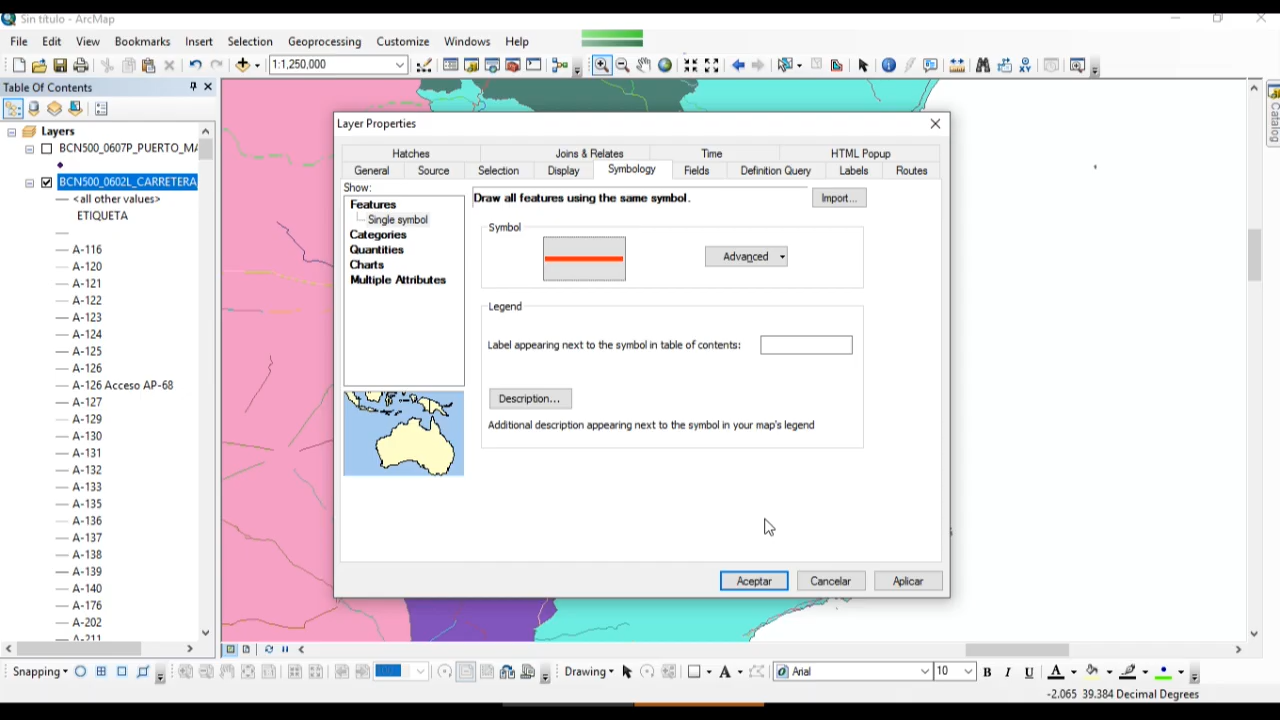 Sin título - ArcMap
File Edit View Bookmarks Insert Selection Geoprocessing Customize Windows Help
1:1,250,000
Table Of Contents
Layers
BCN500_0607P_PUERTO_MA
BCN500_0602L_CARRETERA
<all other values>
ETIQUETA
A-116
A-120
A-121
A-122
A-123
A-124
A-125
A-126
A-126 Acceso AP-68
A-127
A-129
A-130
A-131
A-132
A-133
A-135
A-136
A-137
A-138
A-139
A-140
A-176
A-202
A-211
Layer Properties
Hatches Joins & Relates Time HTML Popup
General Source Selection Display Symbology Fields Definition Query Labels Routes
Show:
Features
Single symbol
Categories
Quantities
Charts
Multiple Attributes
Draw all features using the same symbol.
Import...
Symbol
Advanced
Legend
Label appearing next to the symbol in table of contents:
Description...
Additional description appearing next to the symbol in your map's legend
Aceptar Cancelar Aplicar
Catalog
Snapping Drawing A Arial 10 B I U A
-2.065 39.384 Decimal Degrees